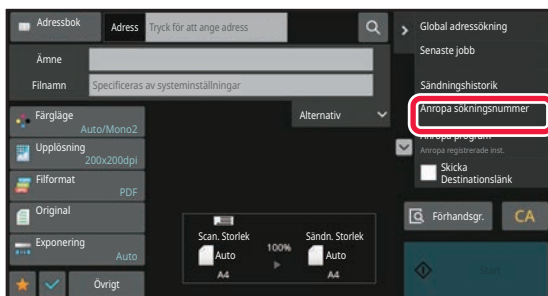 Adressbok
Adress
Tryck för att ange adress
Ämne
Filnamn
Specificeras av systeminställningar
Färgläge
Auto/Mono2
Upplösning
200x200dpi
Filformat
PDF
Original
Exponering
Auto
Övrigt
Alternativ
Scan. Storlek
Auto
A4
100%
Sändn. Storlek
Auto
A4
Global adressökning
Senaste jobb
Sändningshistorik
Anropa sökningsnummer
Anropa program
Anropa registrerade inst.
Skicka
Destinationslänk
Förhandsgr.
CA
Start